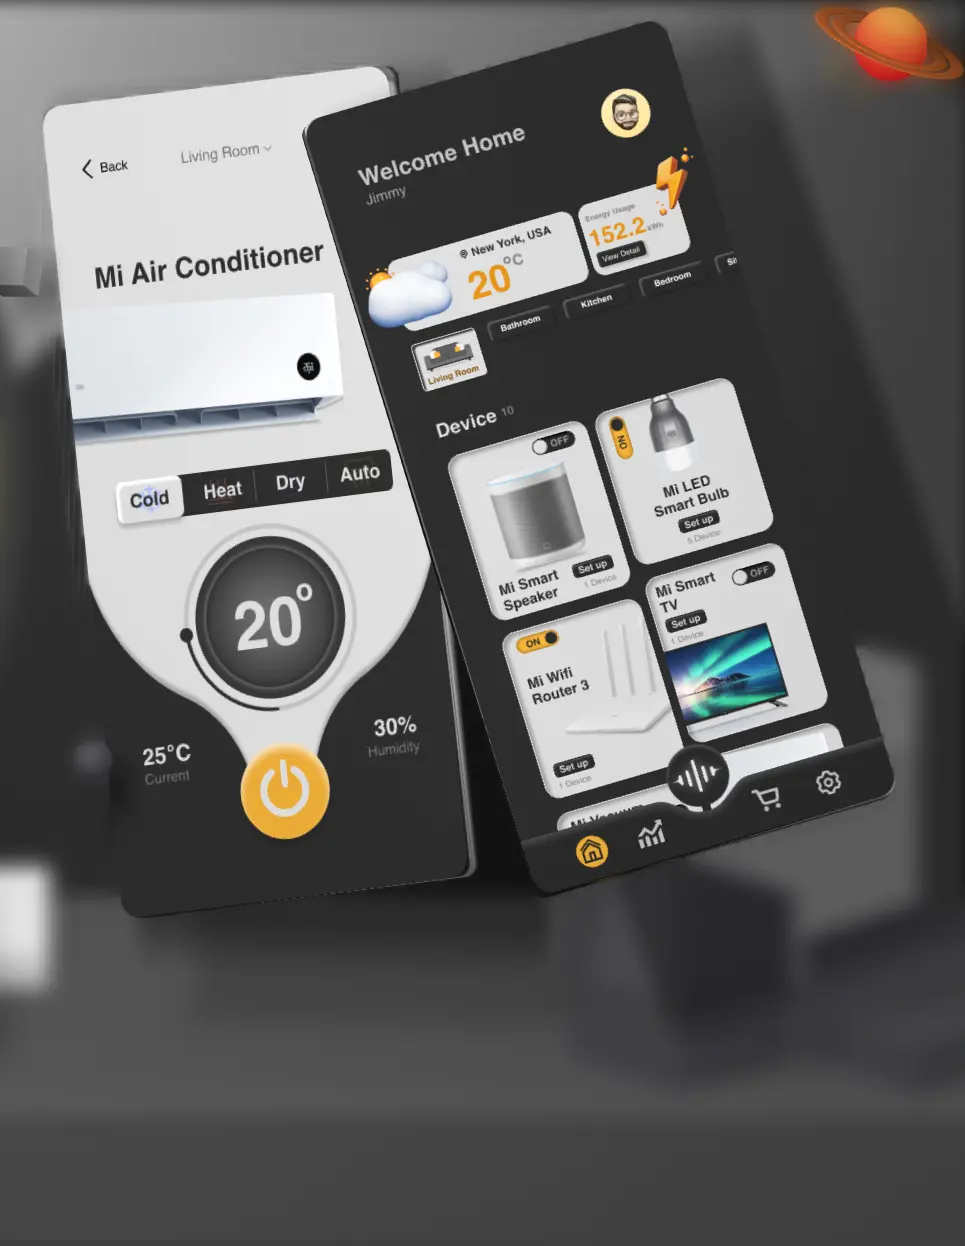 Back
Living Room
Mi Air Conditioner
Cold
Heat
Dry
Auto
20°
25°C
Current
30%
Humidity
Welcome Home
Jimmy
New York, USA
20°C
Energy Usage
152.2 kWh
View Detail
Living Room
Bathroom
Kitchen
Bedroom
Device 10
OFF
Mi Smart
Speaker
Set up
1 Device
ON
Mi LED
Smart Bulb
Set up
5 Device
ON
Mi Wifi
Router 3
Set up
1 Device
Mi Smart
TV
OFF
Set up
1 Device